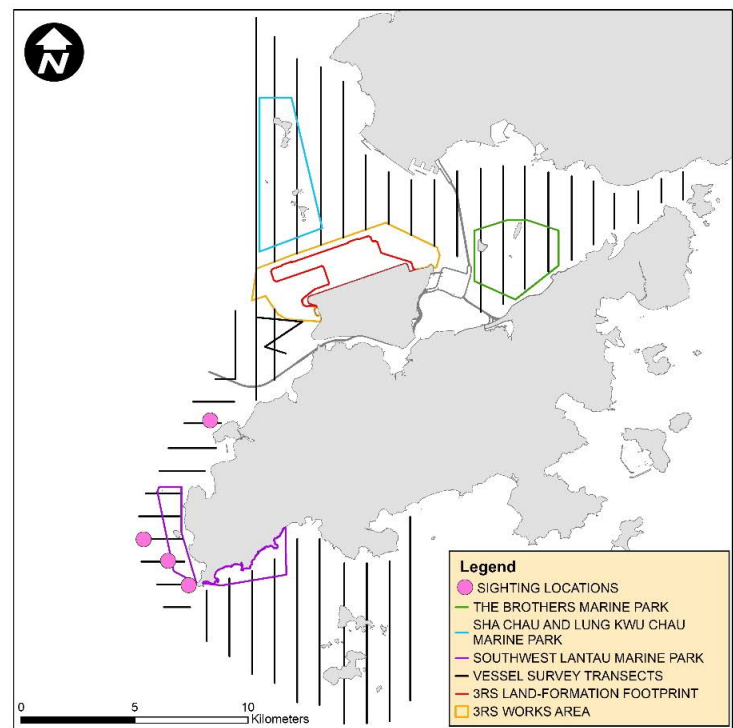 N
Legend
SIGHTING LOCATIONS
THE BROTHERS MARINE PARK
SHA CHAU AND LUNG KWU CHAU
MARINE PARK
SOUTHWEST LANTAU MARINE PARK
VESSEL SURVEY TRANSECTS
3RS LAND-FORMATION FOOTPRINT
3RS WORKS AREA
0 5 10
Kilometers